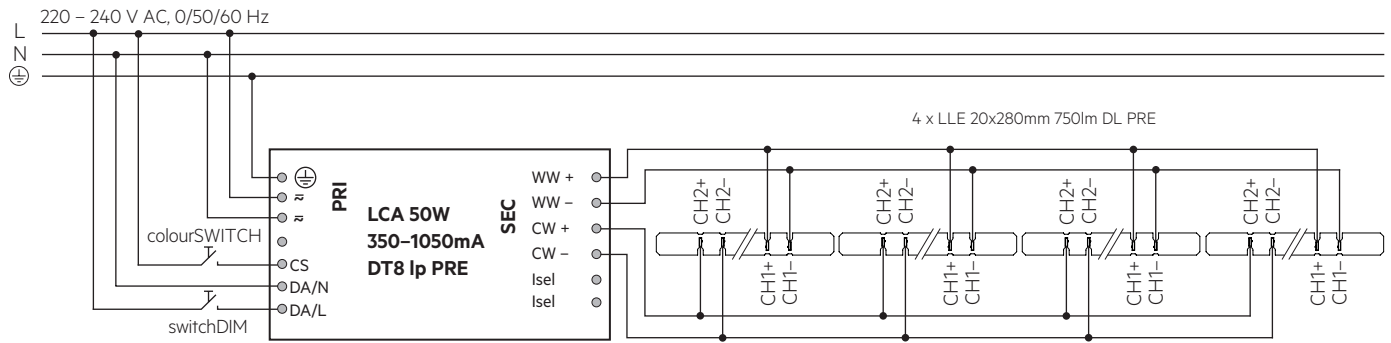 220 – 240 V AC, 0/50/60 Hz
L
N
4 x LLE 20x280mm 750lm DL PRE
PRI
SEC
LCA 50W
350–1050mA
DT8 lp PRE
≂
≂
colourSWITCH
CS
DA/N
DA/L
switchDIM
WW +
WW –
CW +
CW –
Isel
Isel
CH2+
CH2–
CH1+
CH1–
CH2+
CH2–
CH1+
CH1–
CH2+
CH2–
CH1+
CH1–
CH2+
CH2–
CH1+
CH1–